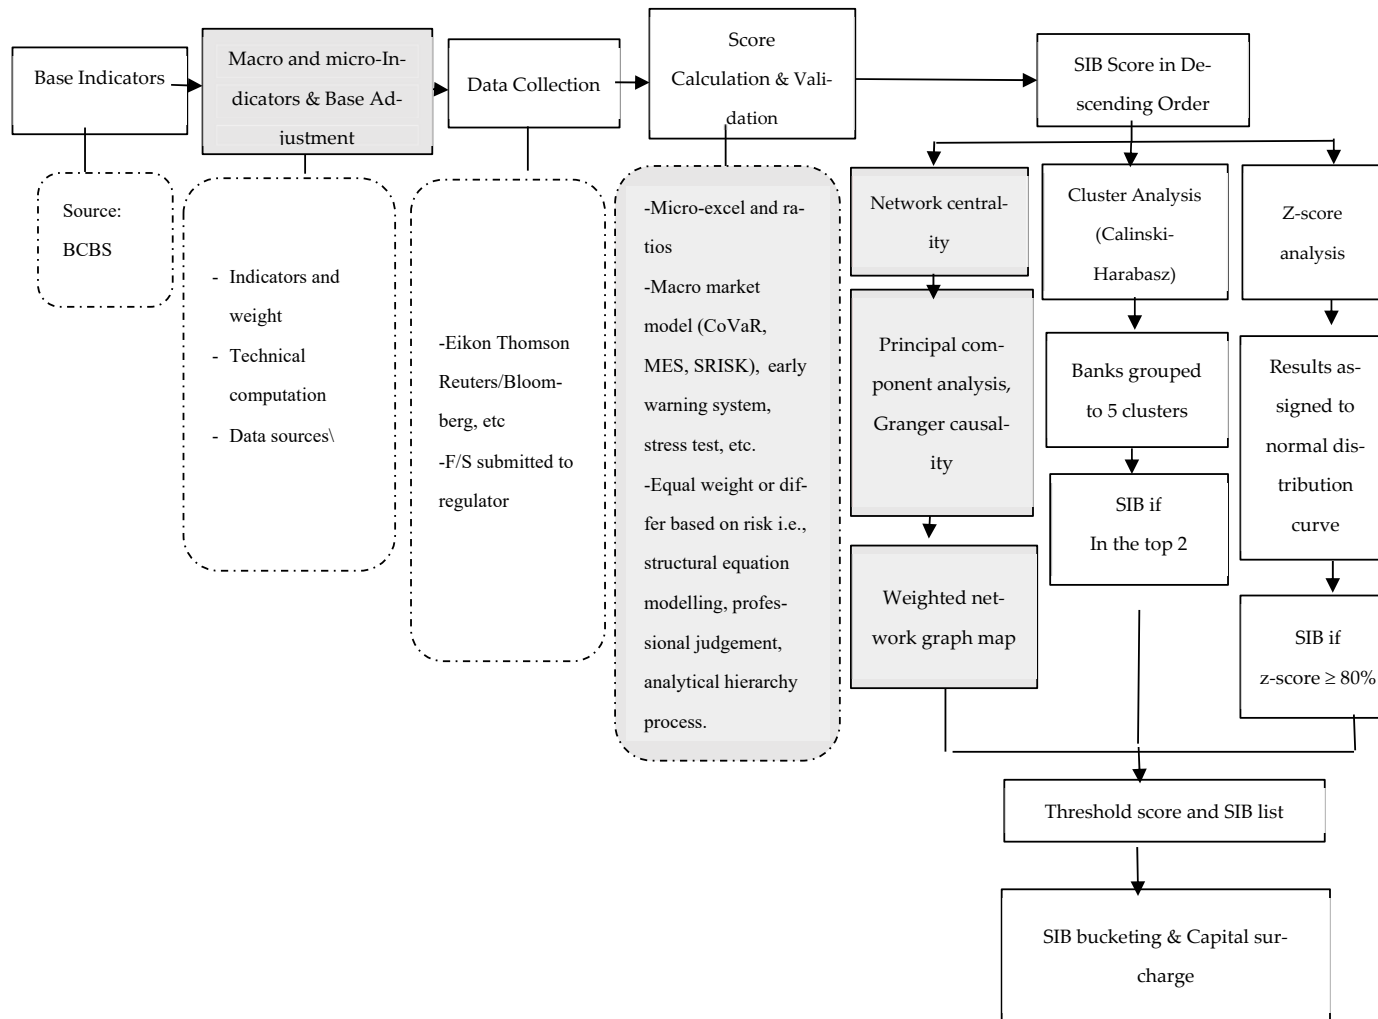 Base Indicators
Macro and micro-In-
dicators & Base Ad-
justment
Data Collection
Score
Calculation & Vali-
dation
SIB Score in De-
scending Order
Source:
BCBS
- Indicators and
weight
- Technical
computation
- Data sources\
-Eikon Thomson
Reuters/Bloom-
berg, etc
-F/S submitted to
regulator
-Micro-excel and ra-
tios
-Macro market
model (CoVaR,
MES, SRISK), early
warning system,
stress test, etc.
-Equal weight or dif-
fer based on risk i.e.,
structural equation
modelling, profes-
sional judgement,
analytical hierarchy
process.
Network central-
ity
Principal com-
ponent analysis,
Granger causal-
ity
Weighted net-
work graph map
Cluster Analysis
(Calinski-
Harabasz)
Banks grouped
to 5 clusters
SIB if
In the top 2
Z-score
analysis
Results as-
signed to
normal dis-
tribution
curve
SIB if
z-score ≥ 80%
Threshold score and SIB list
SIB bucketing & Capital sur-
charge